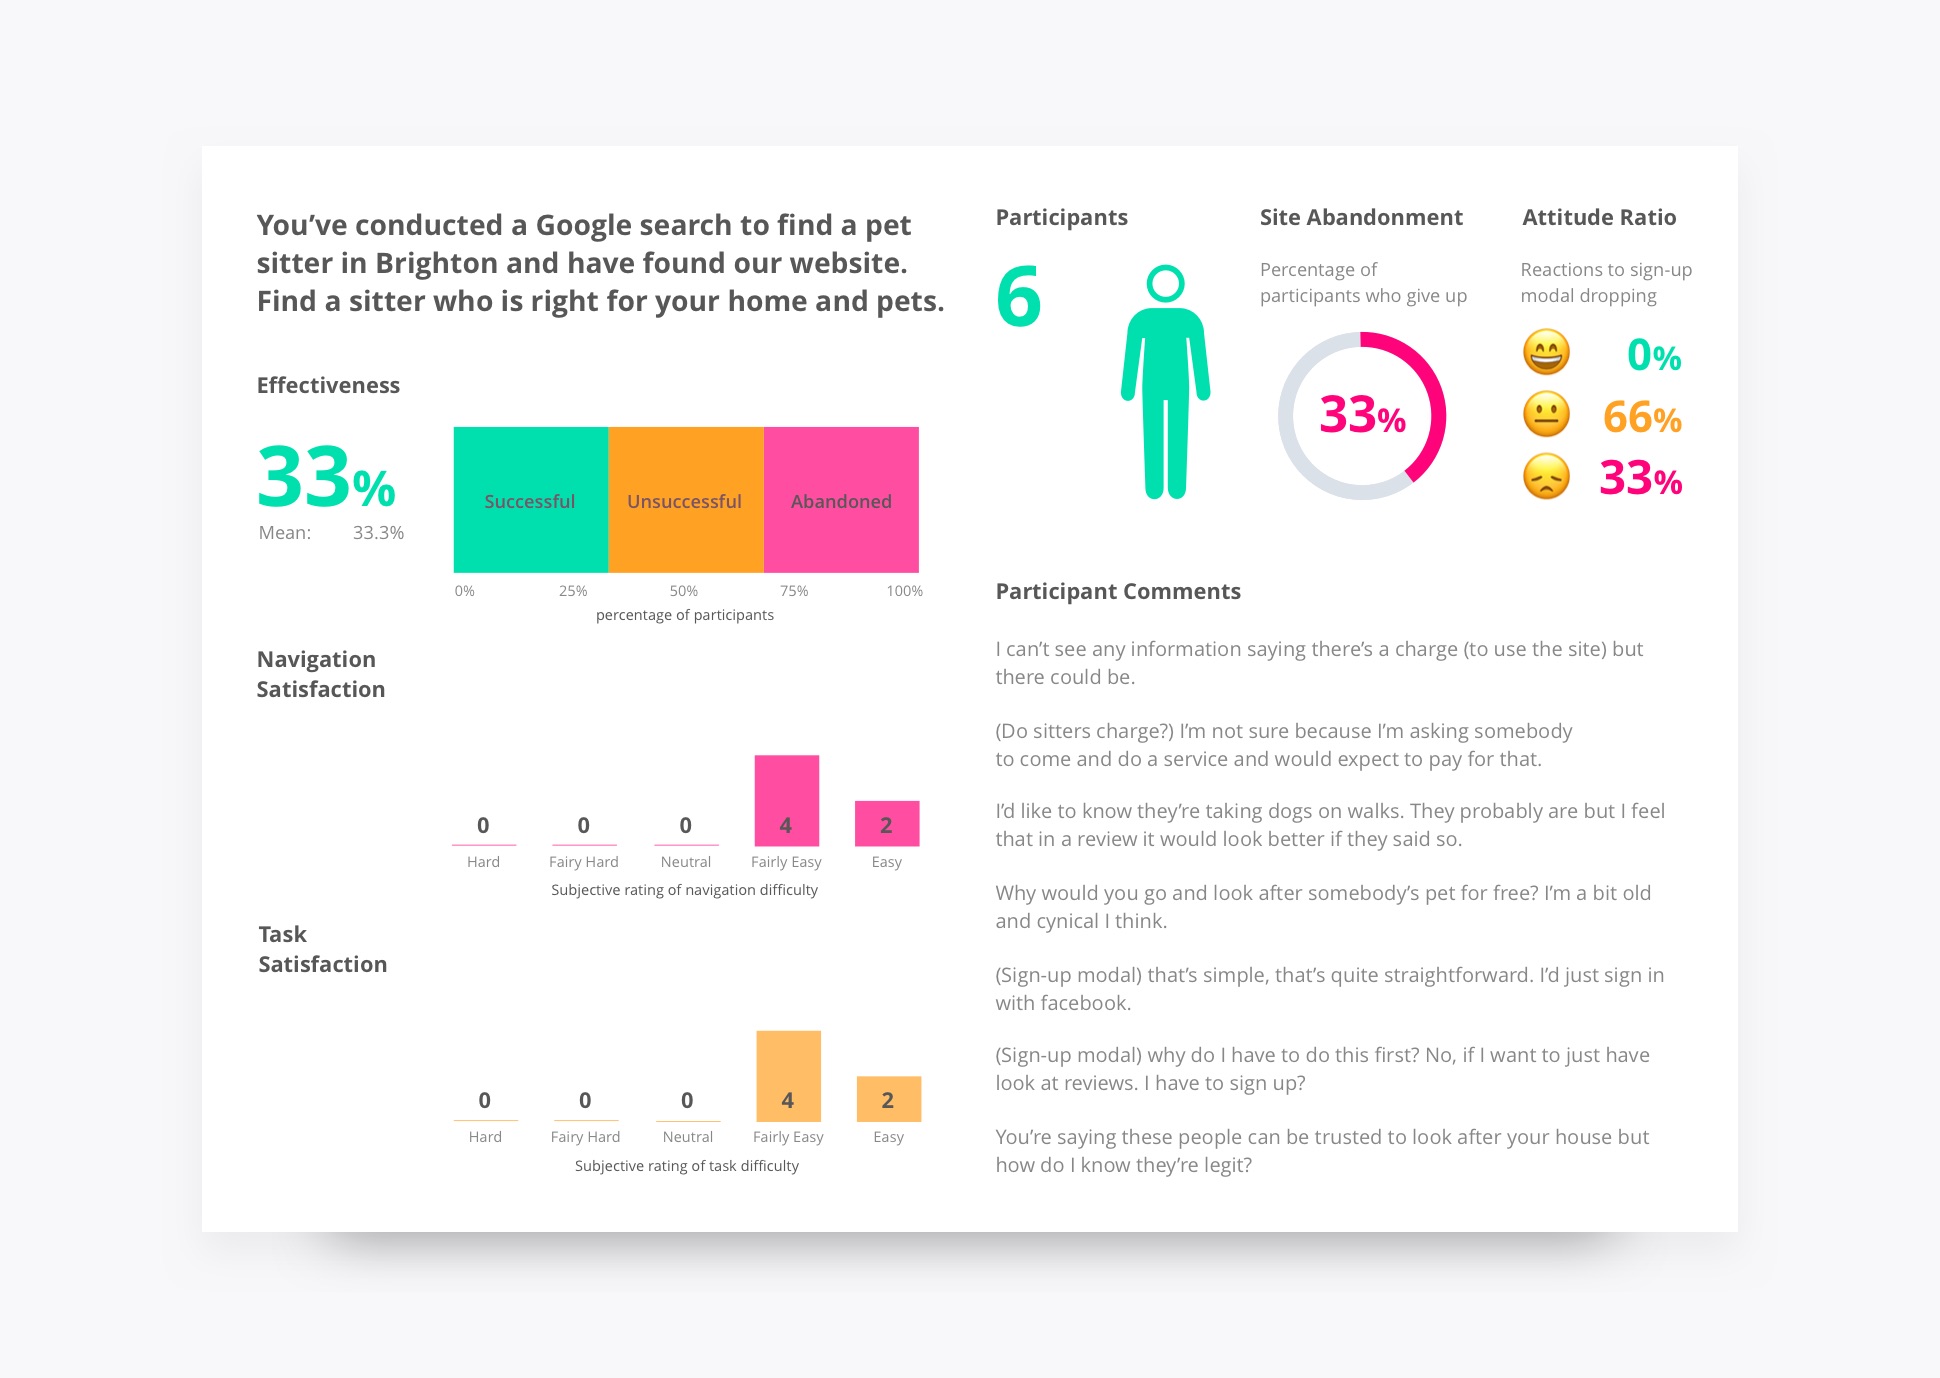 You’ve conducted a Google search to find a pet
sitter in Brighton and have found our website.
Find a sitter who is right for your home and pets.
Effectiveness
33%
Mean: 33.3%
Successful
Unsuccessful
Abandoned
0% 25% 50% 75% 100%
percentage of participants
Navigation
Satisfaction
0 0 0 4 2
Hard Fairy Hard Neutral Fairly Easy Easy
Subjective rating of navigation difficulty
Task
Satisfaction
0 0 0 4 2
Hard Fairy Hard Neutral Fairly Easy Easy
Subjective rating of task difficulty
Participants
6
Site Abandonment
Percentage of
participants who give up
33%
Attitude Ratio
Reactions to sign-up
modal dropping
0%
66%
33%
Participant Comments
I can’t see any information saying there’s a charge (to use the site) but
there could be.
(Do sitters charge?) I’m not sure because I’m asking somebody
to come and do a service and would expect to pay for that.
I’d like to know they’re taking dogs on walks. They probably are but I feel
that in a review it would look better if they said so.
Why would you go and look after somebody’s pet for free? I’m a bit old
and cynical I think.
(Sign-up modal) that’s simple, that’s quite straightforward. I’d just sign in
with facebook.
(Sign-up modal) why do I have to do this first? No, if I want to just have
look at reviews. I have to sign up?
You’re saying these people can be trusted to look after your house but
how do I know they’re legit?